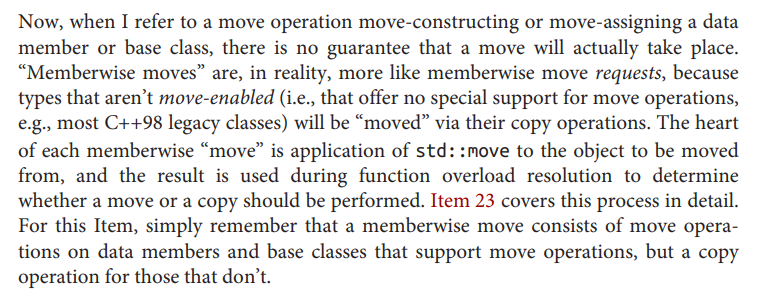 Now, when I refer to a move operation move-constructing or move-assigning a data
member or base class, there is no guarantee that a move will actually take place.
“Memberwise moves” are, in reality, more like memberwise move requests, because
types that aren’t move-enabled (i.e., that offer no special support for move operations,
e.g., most C++98 legacy classes) will be “moved” via their copy operations. The heart
of each memberwise “move” is application of std::move to the object to be moved
from, and the result is used during function overload resolution to determine
whether a move or a copy should be performed. Item 23 covers this process in detail.
For this Item, simply remember that a memberwise move consists of move opera-
tions on data members and base classes that support move operations, but a copy
operation for those that don’t.